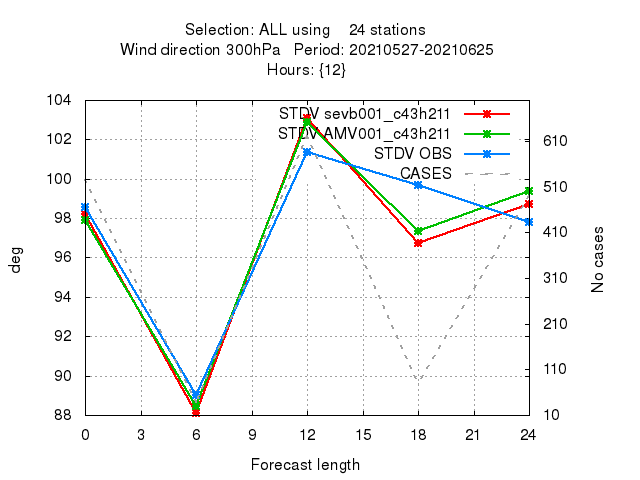 Selection: ALL using    24 stations
Wind direction 300hPa   Period: 20210527-20210625
Hours: {12}
STDV sevb001_c43h211
STDV AMV001_c43h211
STDV OBS
CASES
104
102
100
98
96
94
92
90
88
deg
610
510
410
310
210
110
10
No cases
0 3 6 9 12 15 18 21 24
Forecast length